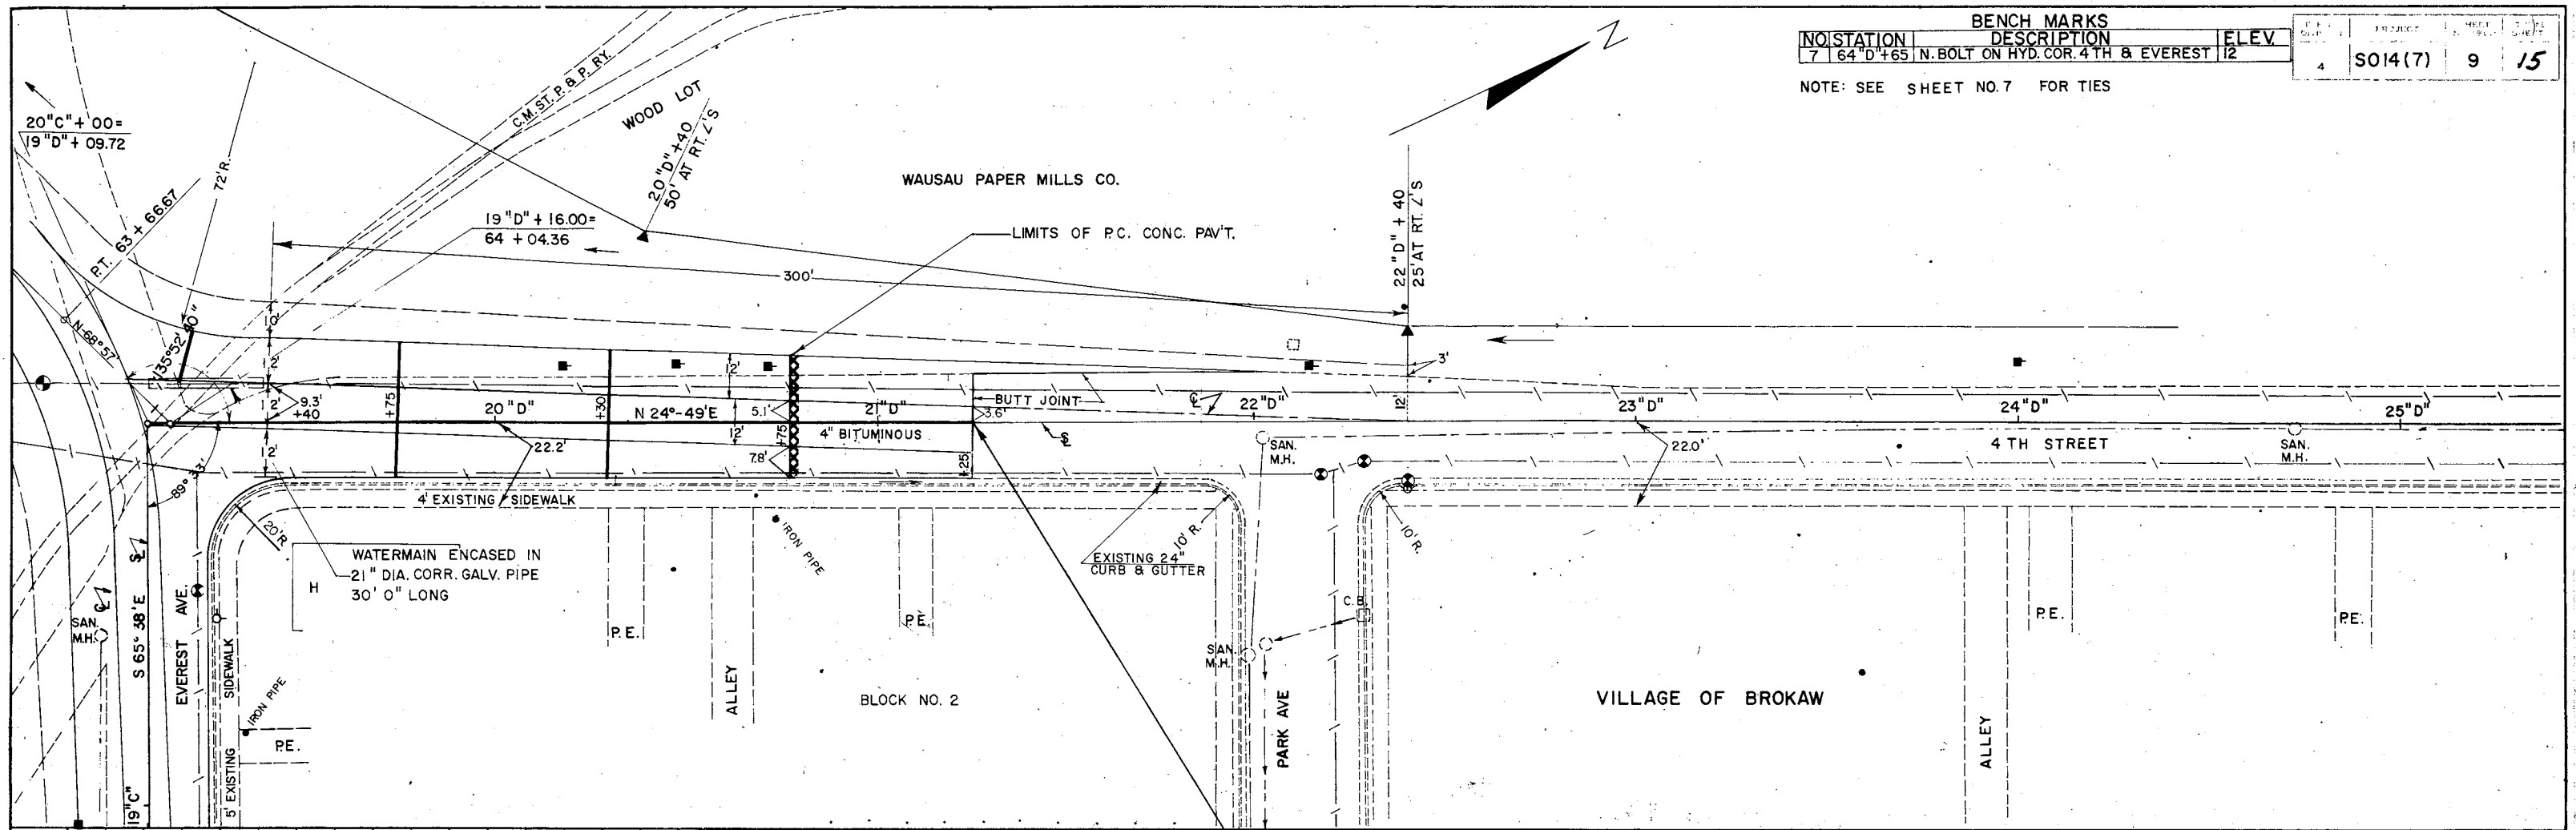 BENCH MARKS
NO. STATION DESCRIPTION ELEV.
7 64"D"+65 N. BOLT ON HYD. COR. 4 TH & EVEREST 12
PROJECT
4 S014(7) 9 15
NOTE: SEE SHEET NO. 7 FOR TIES
Z
20"C"+00=
19"D"+09.72
72'R.
P.T. 63 + 66.67
C.M. ST. P. & P. RY.
WOOD LOT
20"D"+40
50' AT RT. ∠'S
WAUSAU PAPER MILLS CO.
19"D"+16.00=
64 + 04.36
LIMITS OF P.C. CONC. PAV'T.
22"D"+40
25' AT RT. ∠'S
300'
10'
N-68°57'
135°52'40"
3'
12'
9.3'
+40
+75
20"D"
+30
N 24°-49'E
5.1'
12'
+75
21"D"
BUTT JOINT
3.6'
22"D"
12'
23"D"
24"D"
25"D"
4" BITUMINOUS
22.2'
7.8'
+25
SAN.
M.H.
22.0'
4 TH STREET
SAN.
M.H.
89°33'
4' EXISTING SIDEWALK
20'R.
WATERMAIN ENCASED IN
21" DIA. CORR. GALV. PIPE
30' 0" LONG
H
IRON PIPE
EXISTING 24"
CURB & GUTTER
10' R.
10' R.
C.B.
SAN.
M.H.
S 65° 38'E
EVEREST AVE.
5' EXISTING SIDEWALK
IRON PIPE
P.E.
P.E.
ALLEY
P.E.
BLOCK NO. 2
SAN.
M.H.
PARK AVE
VILLAGE OF BROKAW
ALLEY
P.E.
P.E.
19"C"